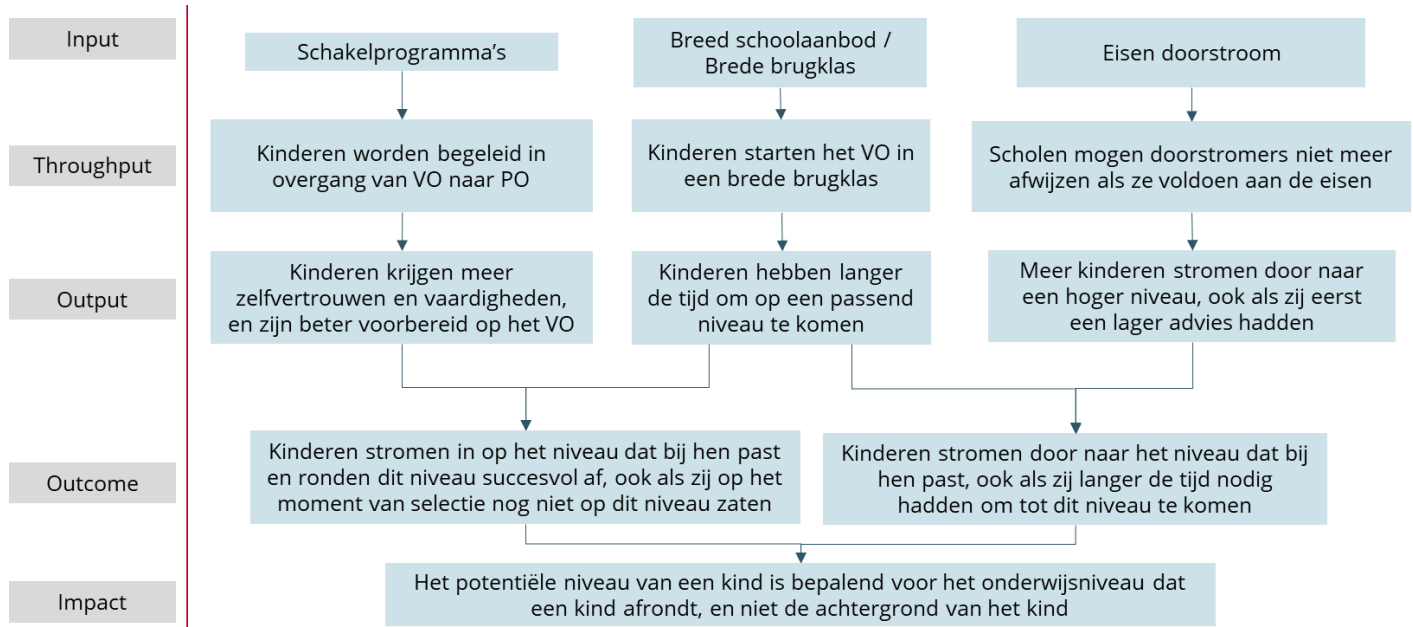 Input
Schakelprogramma's
Breed schoolaanbod /
Brede brugklas
Eisen doorstroom
Throughput
Kinderen worden begeleid in
overgang van VO naar PO
Kinderen starten het VO in
een brede brugklas
Scholen mogen doorstromers niet meer
afwijzen als ze voldoen aan de eisen
Output
Kinderen krijgen meer
zelfvertrouwen en vaardigheden,
en zijn beter voorbereid op het VO
Kinderen hebben langer
de tijd om op een passend
niveau te komen
Meer kinderen stromen door naar
een hoger niveau, ook als zij eerst
een lager advies hadden
Outcome
Kinderen stromen in op het niveau dat bij hen past
en ronden dit niveau succesvol af, ook als zij op het
moment van selectie nog niet op dit niveau zaten
Kinderen stromen door naar het niveau dat bij
hen past, ook als zij langer de tijd nodig
hadden om tot dit niveau te komen
Impact
Het potentiële niveau van een kind is bepalend voor het onderwijsniveau dat
een kind afrondt, en niet de achtergrond van het kind